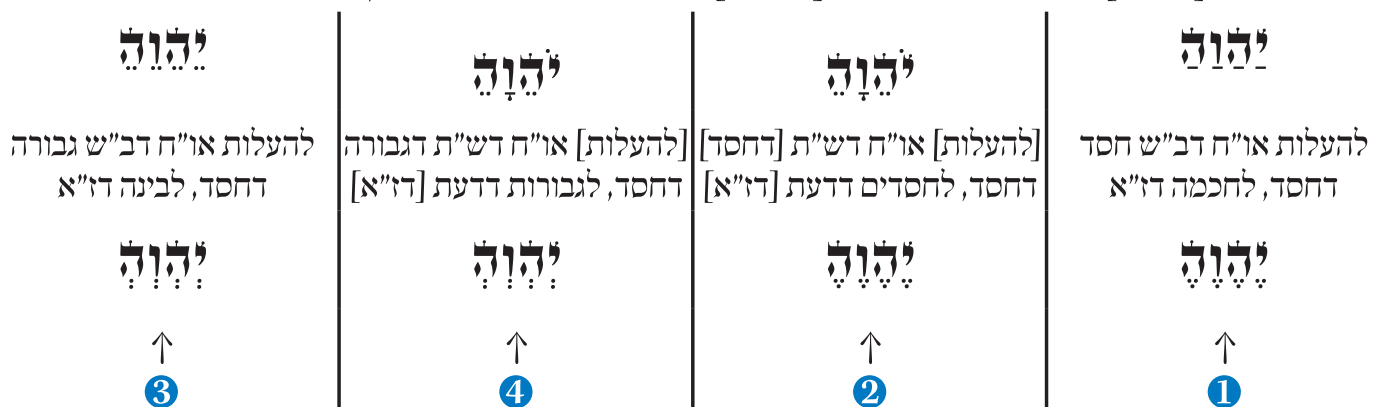 יַהַוַהַ
להעלות או״ח דב״ש חסד
דחסד, לחכמה דז״א
יֶהֶוֶהֶ
↑
1
יֹהֵוָהֵ
[להעלות] או״ח דש״ת [דחסד]
דחסד, לחסדים דדעת [דז״א]
יֶהֶוֶהֶ
↑
2
יֹהֵוָהֵ
[להעלות] או״ח דש״ת דגבורה
דחסד, לגבורות דדעת [דז״א]
יְהְוְהְ
↑
4
יֵהֵוֵהֵ
להעלות או״ח דב״ש גבורה
דחסד, לבינה דז״א
יְהְוְהְ
↑
3